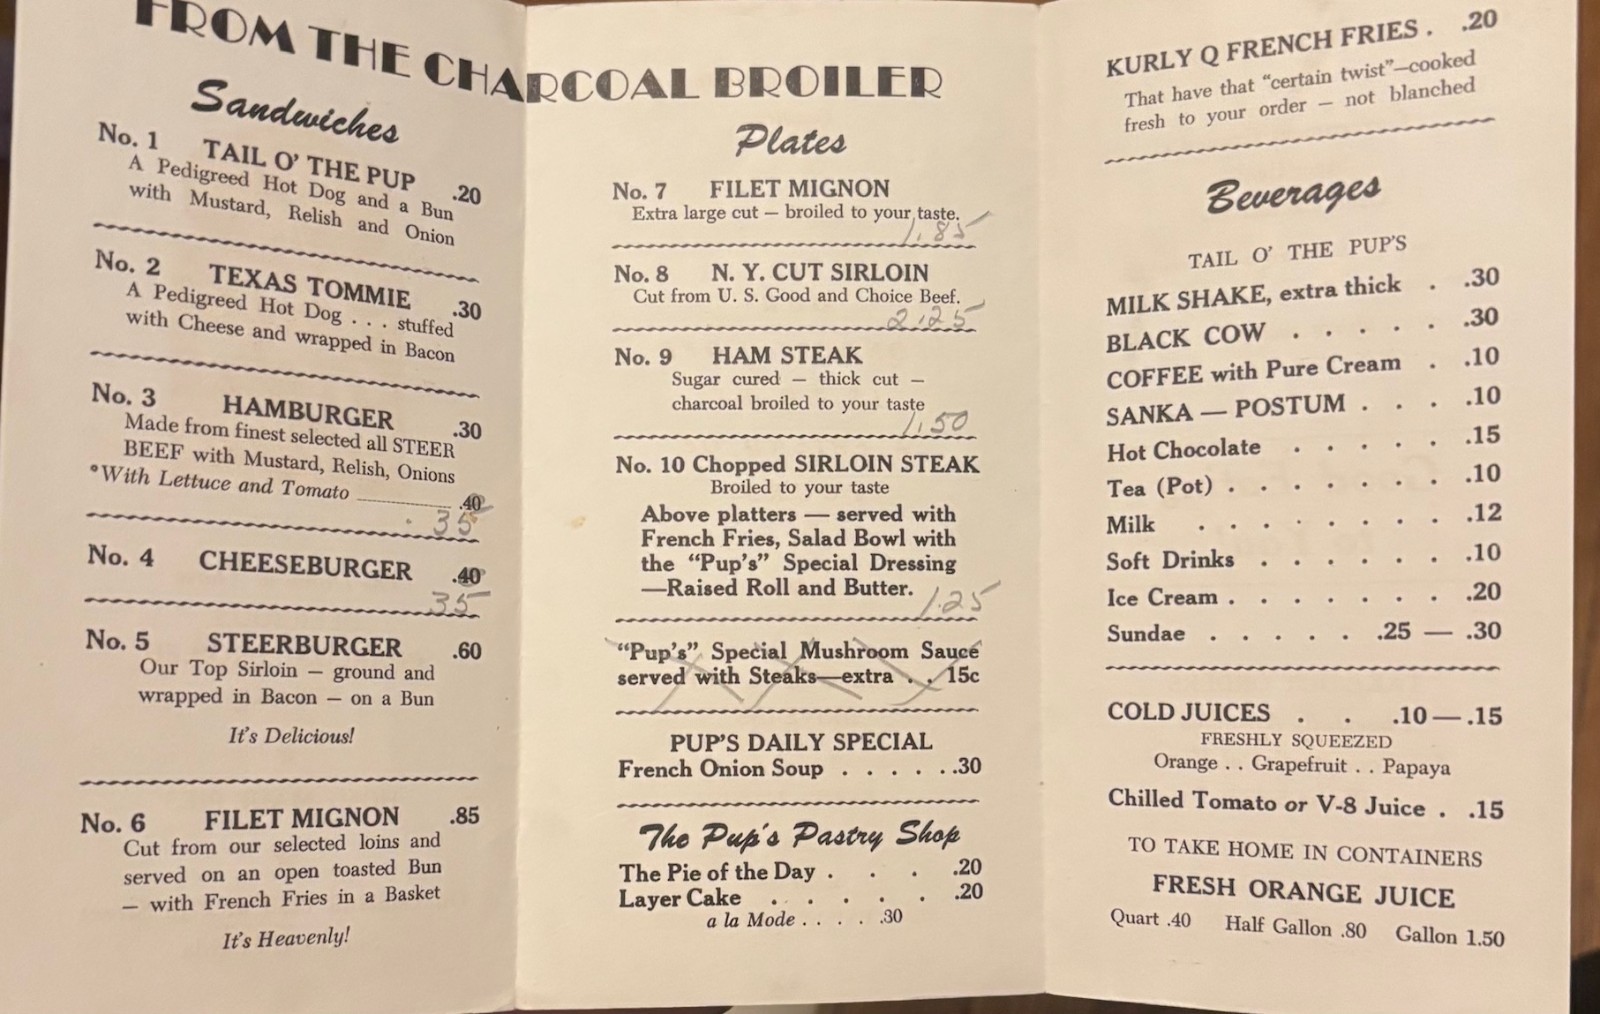 FROM THE CHARCOAL BROILER
Sandwiches
No. 1 TAIL O' THE PUP .20
A Pedigreed Hot Dog and a Bun
with Mustard, Relish and Onion
No. 2 TEXAS TOMMIE .30
A Pedigreed Hot Dog . . . stuffed
with Cheese and wrapped in Bacon
No. 3 HAMBURGER .30
Made from finest selected all STEER
BEEF with Mustard, Relish, Onions
*With Lettuce and Tomato .40
.35
No. 4 CHEESEBURGER .40
35
No. 5 STEERBURGER .60
Our Top Sirloin — ground and
wrapped in Bacon — on a Bun
It's Delicious!
No. 6 FILET MIGNON .85
Cut from our selected loins and
served on an open toasted Bun
— with French Fries in a Basket
It's Heavenly!
Plates
No. 7 FILET MIGNON
Extra large cut — broiled to your taste.
1.85
No. 8 N. Y. CUT SIRLOIN
Cut from U. S. Good and Choice Beef.
2.25
No. 9 HAM STEAK
Sugar cured — thick cut —
charcoal broiled to your taste
1.50
No. 10 Chopped SIRLOIN STEAK
Broiled to your taste
Above platters — served with
French Fries, Salad Bowl with
the "Pup's" Special Dressing
—Raised Roll and Butter.
1.25
"Pup's" Special Mushroom Sauce
served with Steaks—extra . . 15c
PUP'S DAILY SPECIAL
French Onion Soup . . . . . .30
The Pup's Pastry Shop
The Pie of the Day . . . .20
Layer Cake . . . . . .20
a la Mode . . . . .30
KURLY Q FRENCH FRIES . .20
That have that "certain twist"—cooked
fresh to your order — not blanched
Beverages
TAIL O' THE PUP'S
MILK SHAKE, extra thick . .30
BLACK COW . . . . . .30
COFFEE with Pure Cream . .10
SANKA — POSTUM . . . .10
Hot Chocolate . . . . . .15
Tea (Pot) . . . . . . . .10
Milk . . . . . . . . .12
Soft Drinks . . . . . . .10
Ice Cream . . . . . . . .20
Sundae . . . . . .25 — .30
COLD JUICES . . .10 — .15
FRESHLY SQUEEZED
Orange . . Grapefruit . . Papaya
Chilled Tomato or V-8 Juice . .15
TO TAKE HOME IN CONTAINERS
FRESH ORANGE JUICE
Quart .40 Half Gallon .80 Gallon 1.50